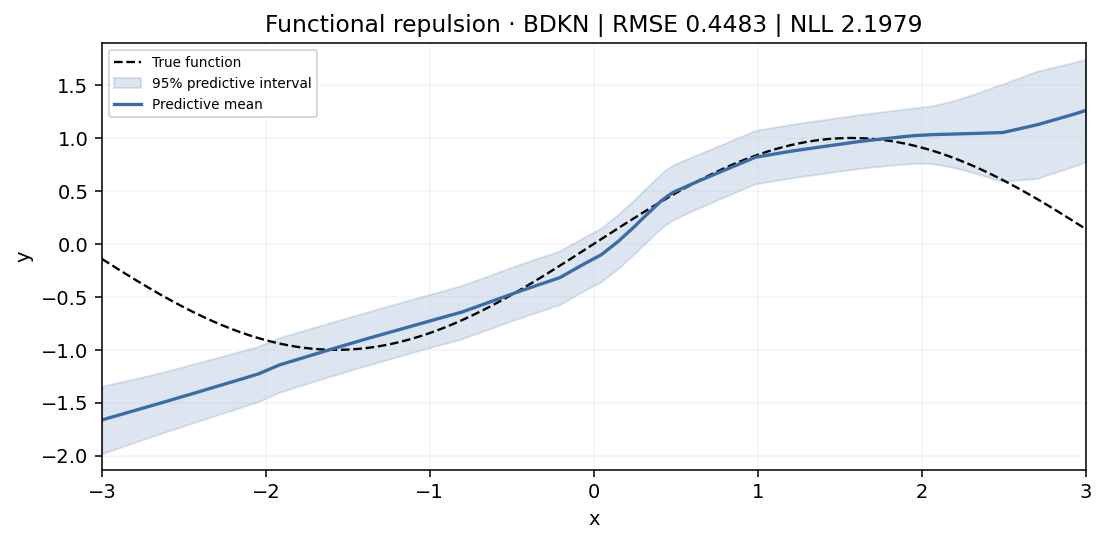 Functional repulsion · BDKN | RMSE 0.4483 | NLL 2.1979
True function
95% predictive interval
Predictive mean
1.5
1.0
0.5
0.0
−0.5
−1.0
−1.5
−2.0
y
−3 −2 −1 0 1 2 3
x